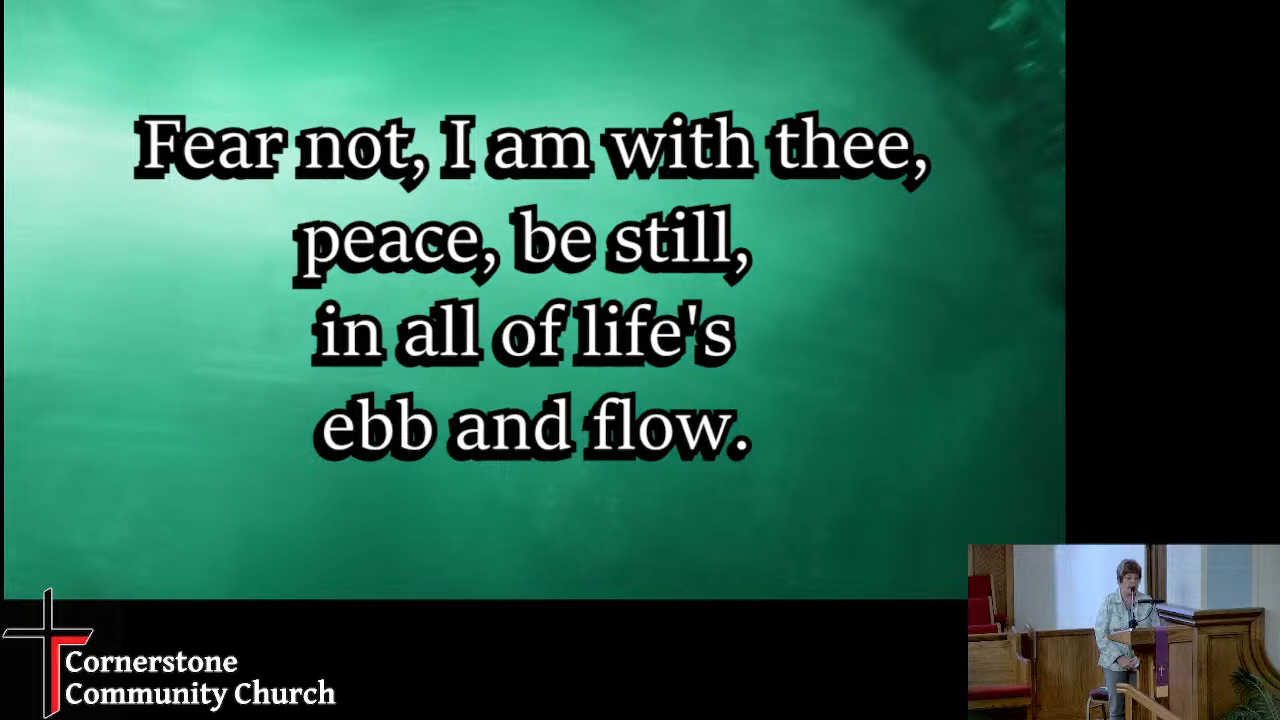 Fear not, I am with thee,
peace, be still,
in all of life's
ebb and flow.
Cornerstone
Community Church